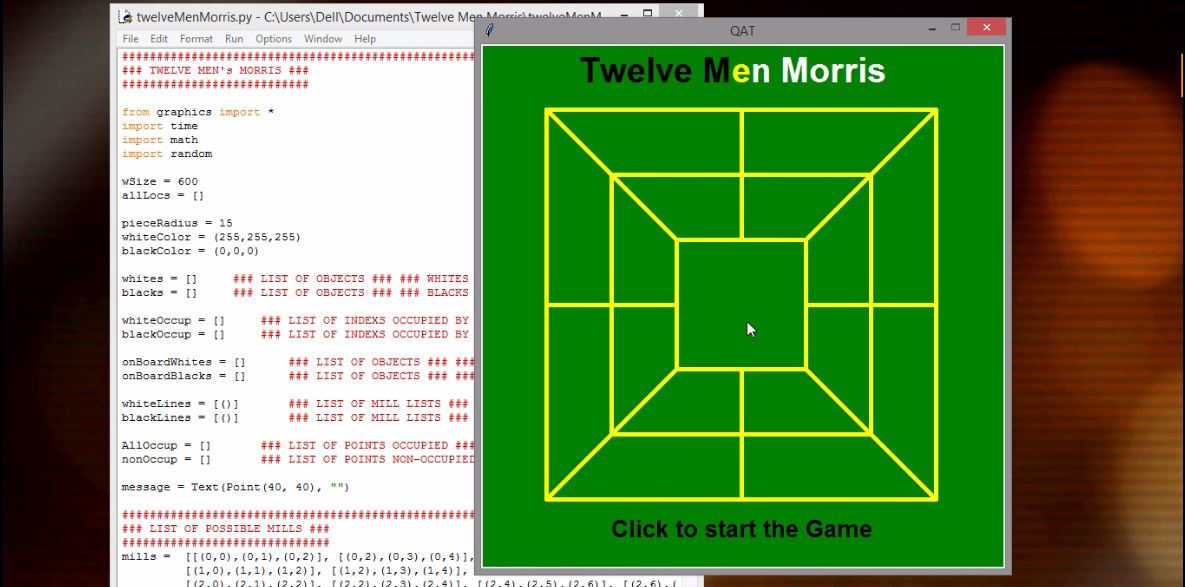 twelveMenMorris.py - C:\Users\Dell\Documents\Twelve Men Morris\twelveMenM
File Edit Format Run Options Window Help
###################################################
### TWELVE MEN's MORRIS ###
###########################
from graphics import *
import time
import math
import random
wSize = 600
allLocs = []
pieceRadius = 15
whiteColor = (255,255,255)
blackColor = (0,0,0)
whites = [] ### LIST OF OBJECTS ### ### WHITES
blacks = [] ### LIST OF OBJECTS ### ### BLACKS
whiteOccup = [] ### LIST OF INDEXS OCCUPIED BY
blackOccup = [] ### LIST OF INDEXS OCCUPIED BY
onBoardWhites = [] ### LIST OF OBJECTS ### ###
onBoardBlacks = [] ### LIST OF OBJECTS ### ###
whiteLines = [()] ### LIST OF MILL LISTS ###
blackLines = [()] ### LIST OF MILL LISTS ###
AllOccup = [] ### LIST OF POINTS OCCUPIED ###
nonOccup = [] ### LIST OF POINTS NON-OCCUPIED
message = Text(Point(40, 40), "")
###################################################
### LIST OF POSSIBLE MILLS ###
##############################
mills = [[(0,0),(0,1),(0,2)], [(0,2),(0,3),(0,4)],
[(1,0),(1,1),(1,2)], [(1,2),(1,3),(1,4)],
[(2,0),(2,1),(2,2)], [(2,2),(2,3),(2,4)], [(2,4),(2,5),(2,6)], [(2,6),(
QAT
Twelve Men Morris
Click to start the Game